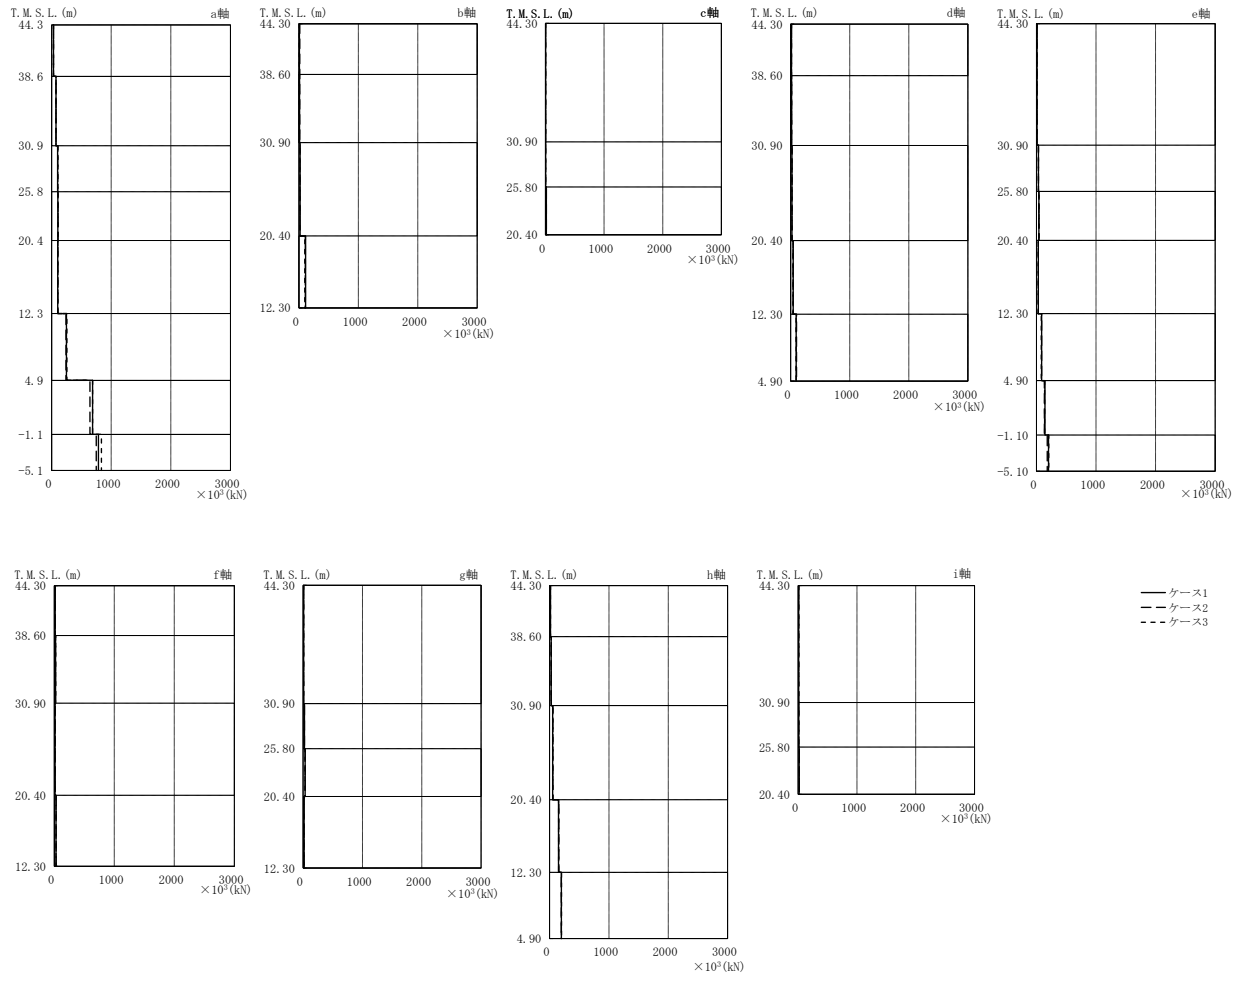 T.M.S.L.(m) a軸
44.3
38.6
30.9
25.8
20.4
12.3
4.9
-1.1
-5.1
0 1000 2000 3000
×10³(kN)
T.M.S.L.(m) b軸
44.30
38.60
30.90
20.40
12.30
0 1000 2000 3000
×10³(kN)
T.M.S.L.(m) c軸
44.30
30.90
25.80
20.40
0 1000 2000 3000
×10³(kN)
T.M.S.L.(m) d軸
44.30
38.60
30.90
20.40
12.30
4.90
0 1000 2000 3000
×10³(kN)
T.M.S.L.(m) e軸
44.30
30.90
25.80
20.40
12.30
4.90
-1.10
-5.10
0 1000 2000 3000
×10³(kN)
T.M.S.L.(m) f軸
44.30
38.60
30.90
20.40
12.30
0 1000 2000 3000
×10³(kN)
T.M.S.L.(m) g軸
44.30
30.90
25.80
20.40
12.30
0 1000 2000 3000
×10³(kN)
T.M.S.L.(m) h軸
44.30
38.60
30.90
20.40
12.30
4.90
0 1000 2000 3000
×10³(kN)
T.M.S.L.(m) i軸
44.30
30.90
25.80
20.40
0 1000 2000 3000
×10³(kN)
ケース1
ケース2
ケース3